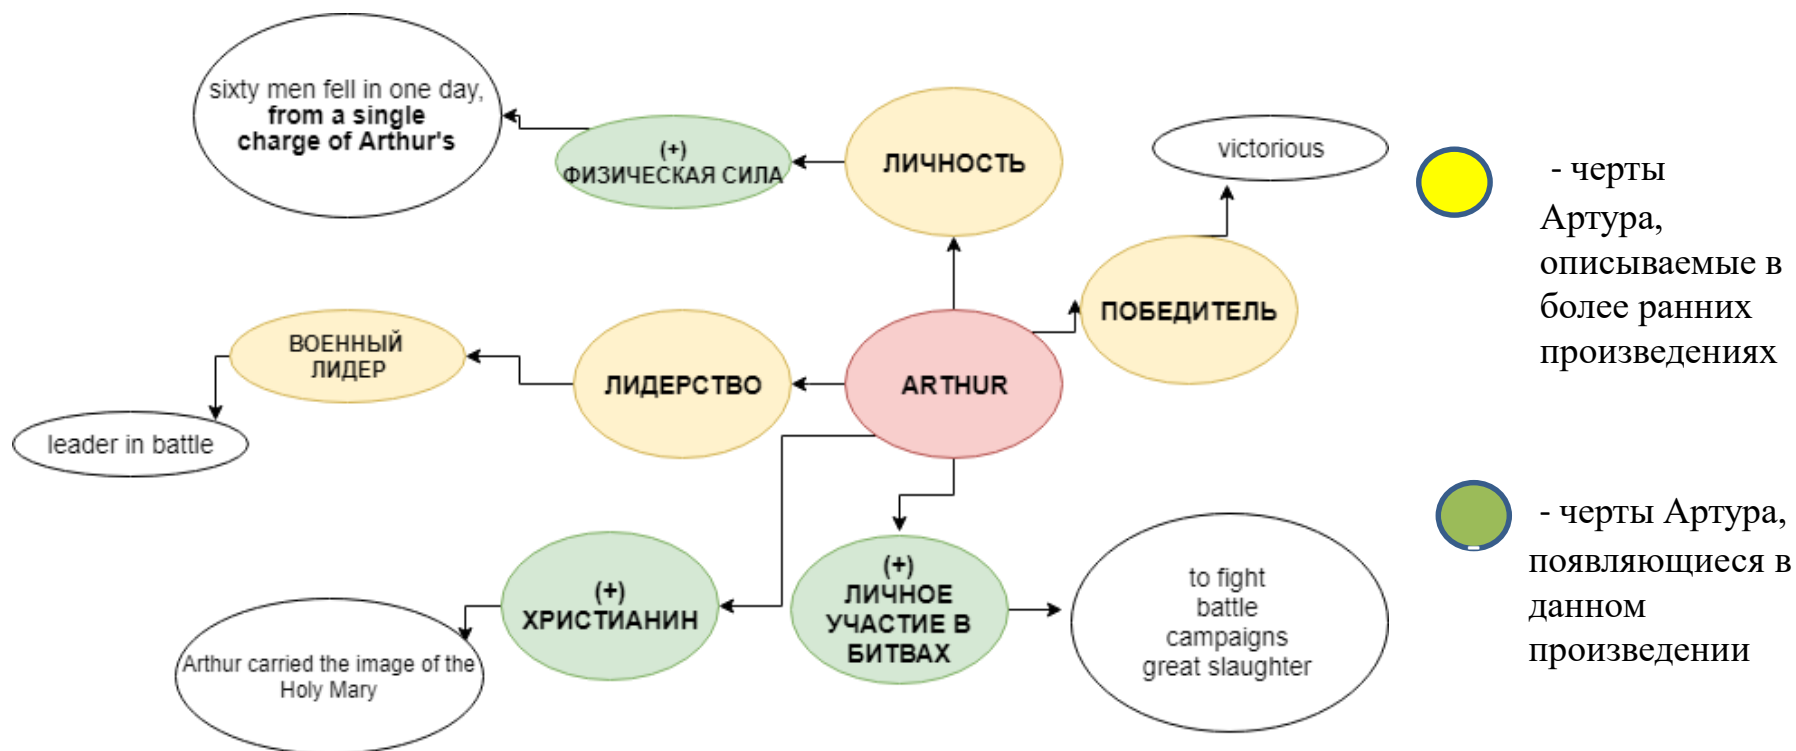 sixty men fell in one day,
from a single
charge of Arthur's
(+)
ФИЗИЧЕСКАЯ СИЛА
ЛИЧНОСТЬ
victorious
ПОБЕДИТЕЛЬ
ВОЕННЫЙ
ЛИДЕР
ЛИДЕРСТВО
ARTHUR
leader in battle
(+)
ХРИСТИАНИН
(+)
ЛИЧНОЕ
УЧАСТИЕ В
БИТВАХ
to fight
battle
campaigns
great slaughter
Arthur carried the image of the
Holy Mary
- черты
Артура,
описываемые в
более ранних
произведениях
- черты Артура,
появляющиеся в
данном
произведении